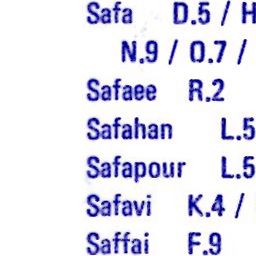 Safa D.5 / H
N.9 / O.7 /
Safaee R.2
Safahan L.5
Safapour L.5
Safavi K.4 /
Saffai F.9